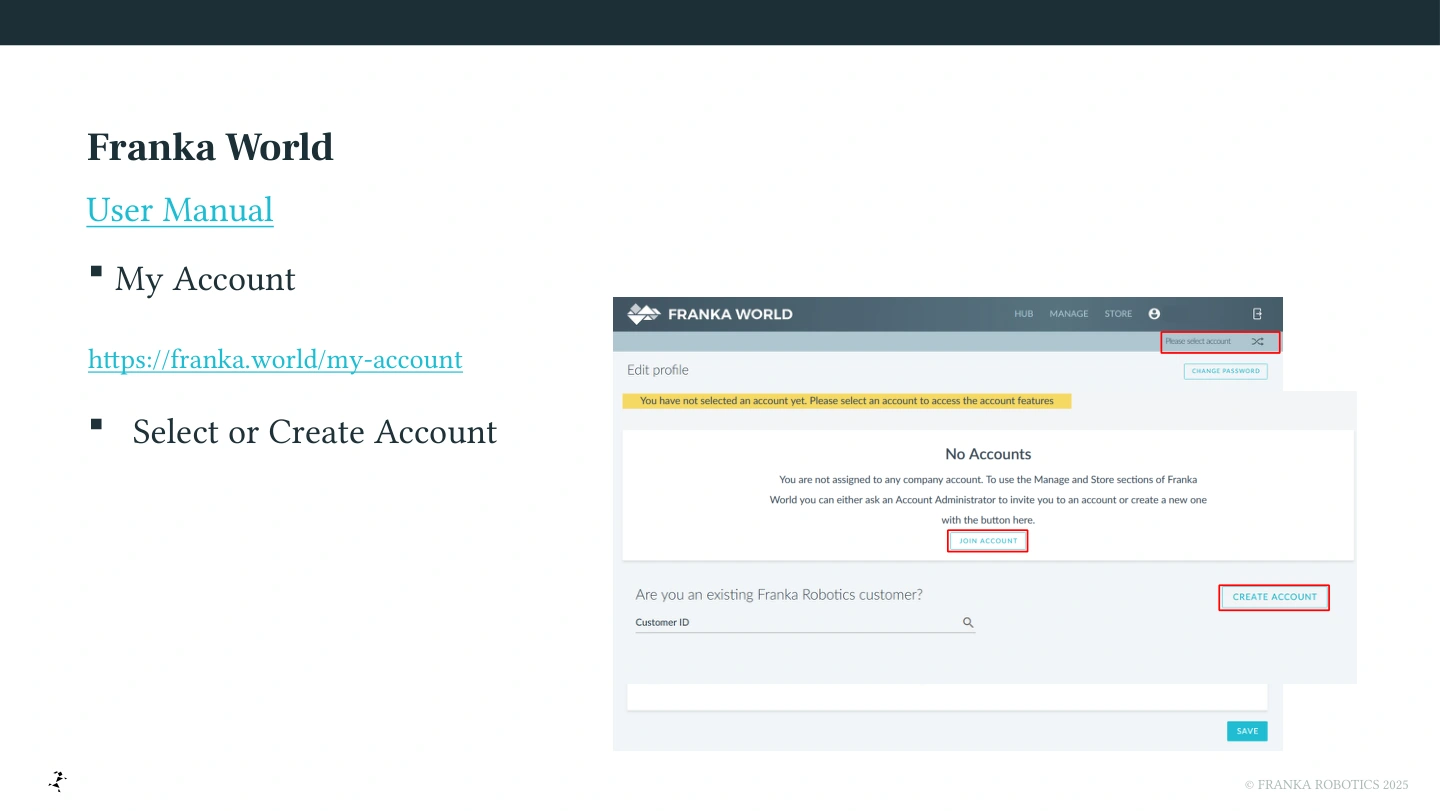 Franka World
User Manual
▪ My Account
https://franka.world/my-account
▪ Select or Create Account
FRANKA WORLD
HUB MANAGE STORE
Please select account
Edit profile
CHANGE PASSWORD
You have not selected an account yet. Please select an account to access the account features
No Accounts
You are not assigned to any company account. To use the Manage and Store sections of Franka
World you can either ask an Account Administrator to invite you to an account or create a new one
with the button here.
JOIN ACCOUNT
Are you an existing Franka Robotics customer?
CREATE ACCOUNT
Customer ID
SAVE
© FRANKA ROBOTICS 2025